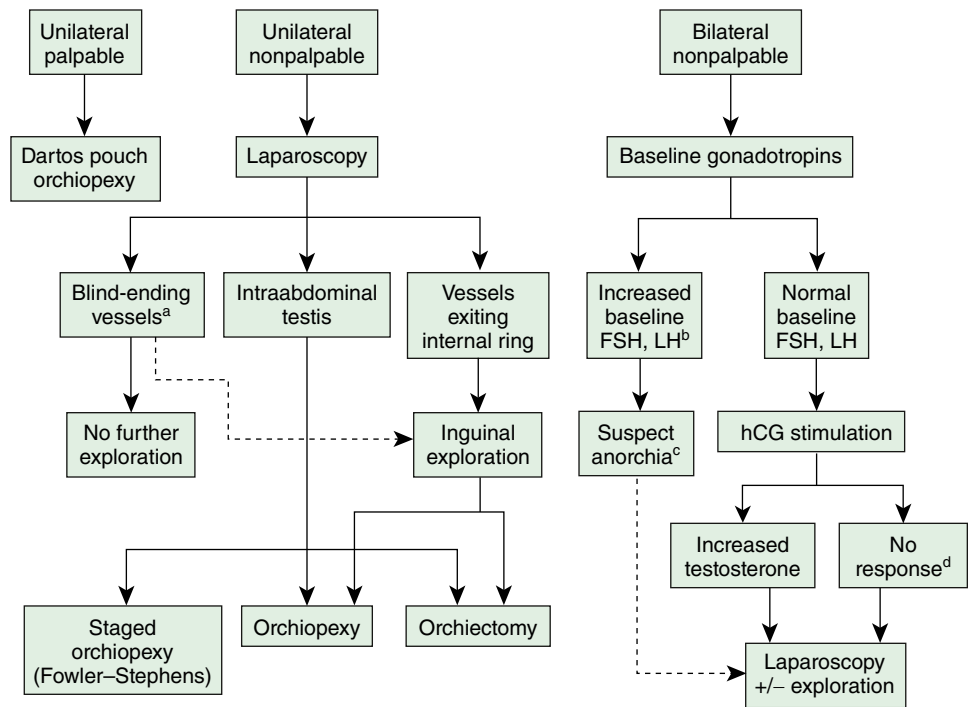 Unilateral
palpable
Unilateral
nonpalpable
Bilateral
nonpalpable
Dartos pouch
orchiopexy
Laparoscopy
Baseline gonadotropins
Blind-ending
vesselsᵃ
Intraabdominal
testis
Vessels
exiting
internal ring
Increased
baseline
FSH, LHᵇ
Normal
baseline
FSH, LH
No further
exploration
Inguinal
exploration
Suspect
anorchiaᶜ
hCG stimulation
Increased
testosterone
No
responseᵈ
Staged
orchiopexy
(Fowler–Stephens)
Orchiopexy
Orchiectomy
Laparoscopy
+/– exploration